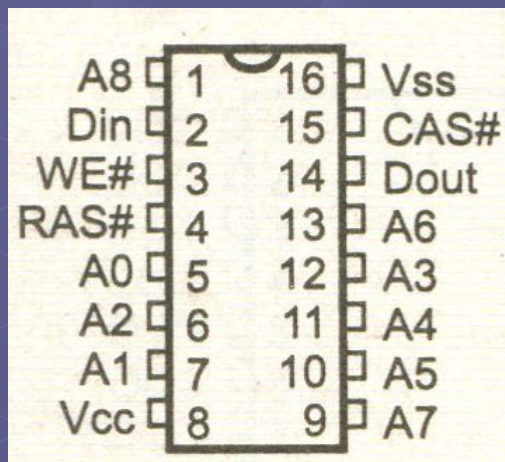 A8 1 16 Vss
Din 2 15 CAS#
WE# 3 14 Dout
RAS# 4 13 A6
A0 5 12 A3
A2 6 11 A4
A1 7 10 A5
Vcc 8 9 A7